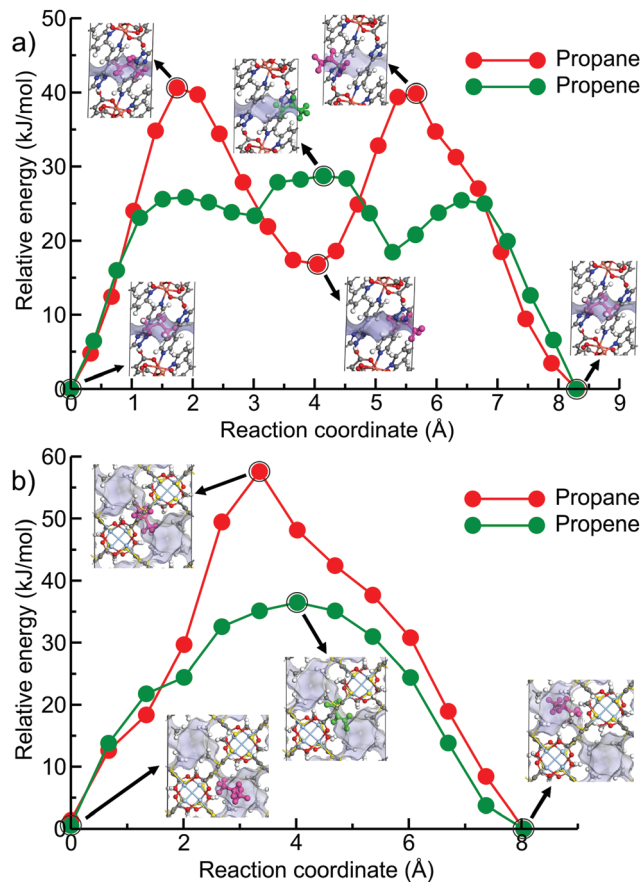 a)
Relative energy (kJ/mol)
50
40
30
20
10
0
Propane
Propene
0 1 2 3 4 5 6 7 8 9
Reaction coordinate (Å)
b)
Relative energy (kJ/mol)
60
50
40
30
20
10
0
Propane
Propene
0 2 4 6 8
Reaction coordinate (Å)